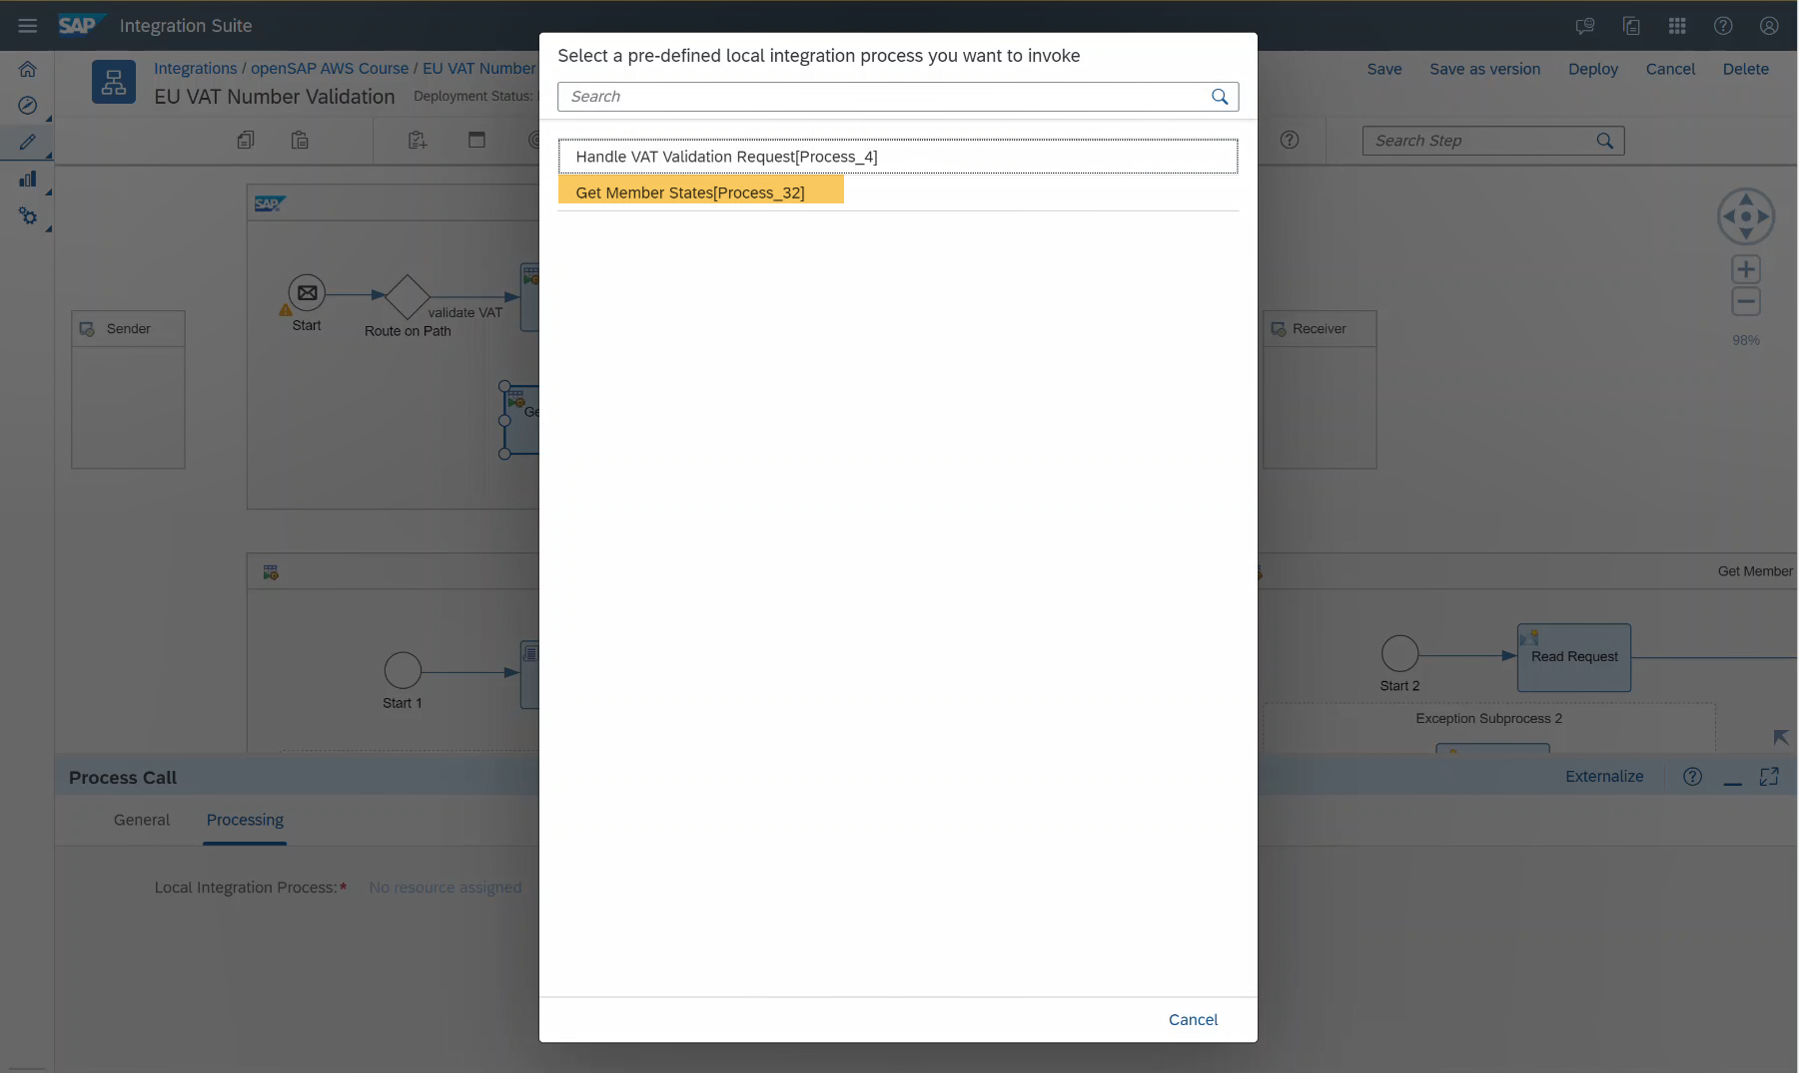 SAP Integration Suite
Select a pre-defined local integration process you want to invoke
Integrations / openSAP AWS Course / EU VAT Number
Save Save as version Deploy Cancel Delete
EU VAT Number Validation Deployment Status:
Search
Search Step
Handle VAT Validation Request[Process_4]
Get Member States[Process_32]
SAP
Start
Route on Path
validate VAT
Sender
Receiver
98%
Ge
Get Member
Start 1
Start 2
Read Request
Exception Subprocess 2
Process Call
Externalize
General Processing
Local Integration Process:* No resource assigned
Cancel